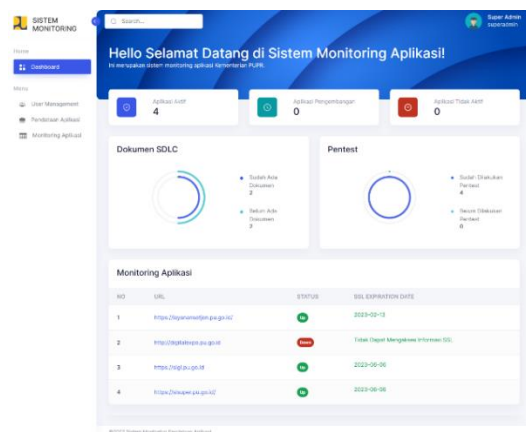 SISTEM
MONITORING
Search...
Super Admin
superadmin
Home
Dashboard
Menu
User Management
Pendataan Aplikasi
Monitoring Aplikasi
Hello Selamat Datang di Sistem Monitoring Aplikasi!
Ini merupakan sistem monitoring aplikasi Kementerian PUPR.
Aplikasi Aktif
4
Aplikasi Pengembangan
0
Aplikasi Tidak Aktif
0
Dokumen SDLC
Sudah Ada
Dokumen
2
Belum Ada
Dokumen
2
Pentest
Sudah Dilakukan
Pentest
4
Belum Dilakukan
Pentest
0
Monitoring Aplikasi
NO URL STATUS SSL EXPIRATION DATE
1 Up 2023-02-13
2 Down Tidak Dapat Mengakses Informasi SSL
3 https://sigi.pu.go.id Up 2023-06-06
4 Up 2023-06-06